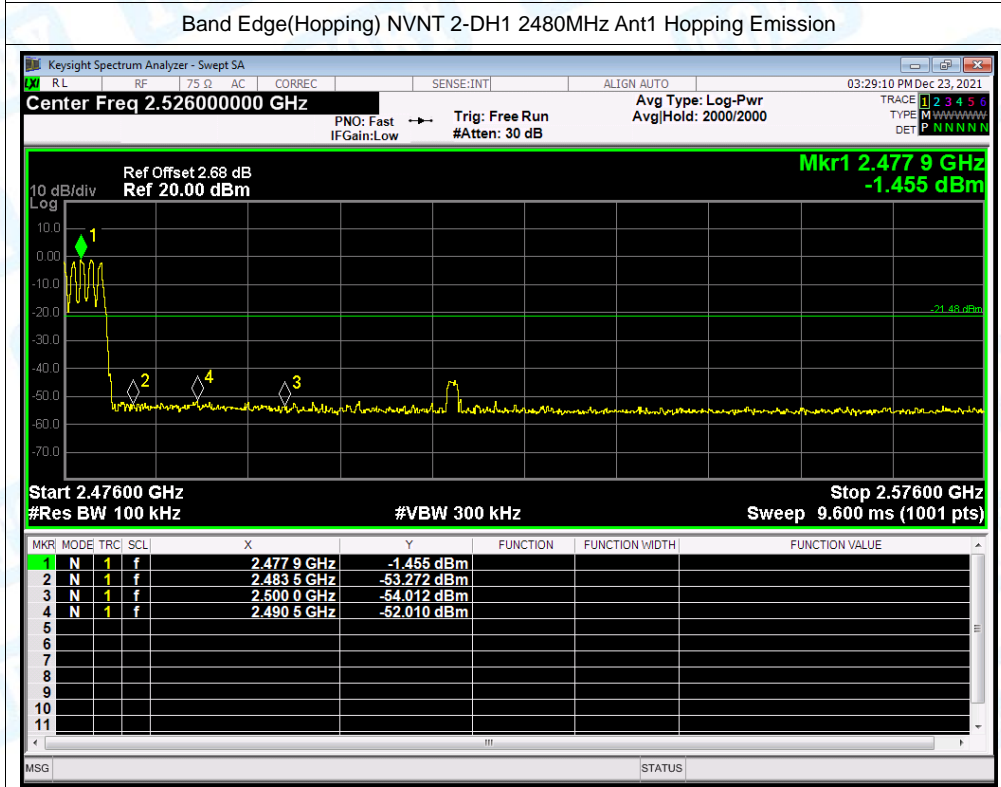 Band Edge(Hopping) NVNT 2-DH1 2480MHz Ant1 Hopping Emission
Keysight Spectrum Analyzer - Swept SA
LXI RL RF 75 Ω AC CORREC SENSE:INT ALIGN AUTO 03:29:10 PM Dec 23, 2021
Center Freq 2.526000000 GHz
PNO: Fast
IFGain:Low
Trig: Free Run
#Atten: 30 dB
Avg Type: Log-Pwr
Avg|Hold: 2000/2000
TRACE 1 2 3 4 5 6
TYPE M WWWWW
DET P N N N N N
Mkr1 2.477 9 GHz
-1.455 dBm
Ref Offset 2.68 dB
10 dB/div Ref 20.00 dBm
Log
10.0
0.00
-10.0
-20.0
-30.0
-40.0
-50.0
-60.0
-70.0
1
-21.48 dBm
2
4
3
Start 2.47600 GHz Stop 2.57600 GHz
#Res BW 100 kHz #VBW 300 kHz Sweep 9.600 ms (1001 pts)
MKR MODE TRC SCL X Y FUNCTION FUNCTION WIDTH FUNCTION VALUE
1 N 1 f 2.477 9 GHz -1.455 dBm
2 N 1 f 2.483 5 GHz -53.272 dBm
3 N 1 f 2.500 0 GHz -54.012 dBm
4 N 1 f 2.490 5 GHz -52.010 dBm
5
6
7
8
9
10
11
MSG STATUS